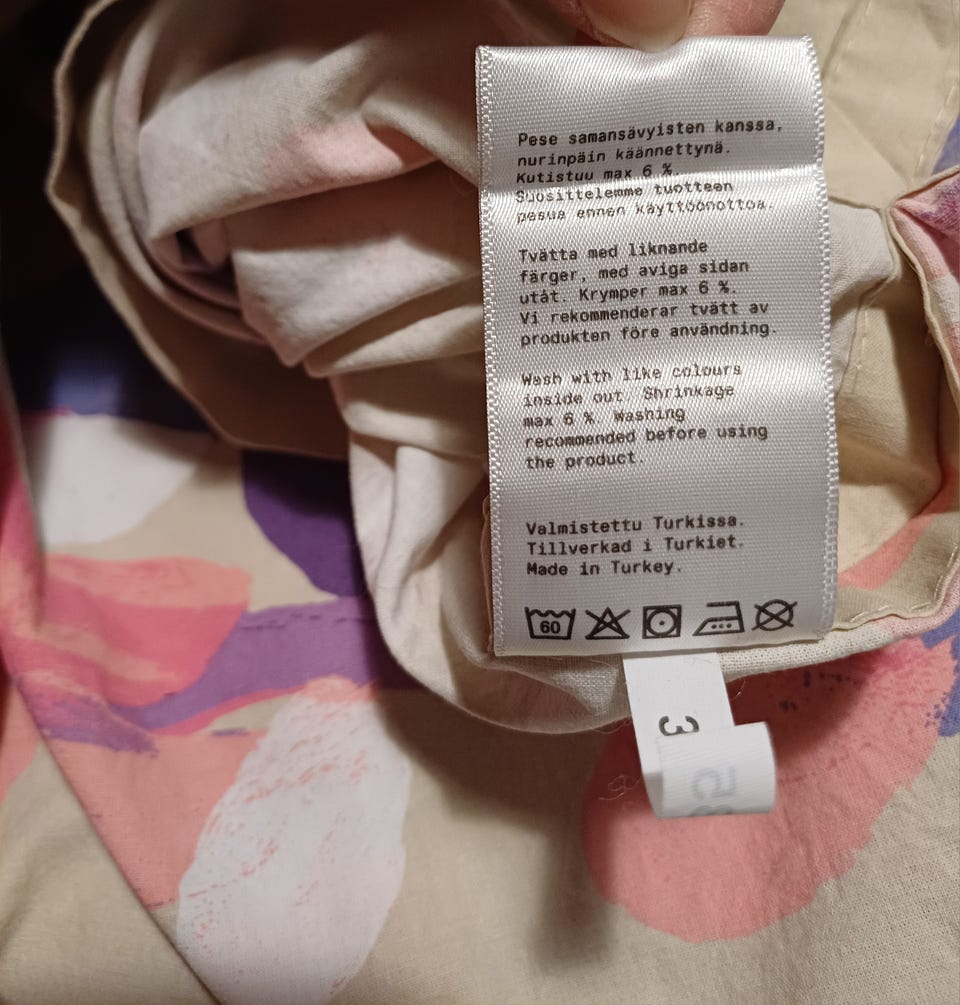 Pese samansävyisten kanssa,
nurinpäin käännettynä.
Kutistuu max 6 %.
Suosittelemme tuotteen
pesua ennen käyttöönottoa.
Tvätta med liknande
färger, med aviga sidan
utåt. Krymper max 6 %.
Vi rekommenderar tvätt av
produkten före användning.
Wash with like colours
inside out. Shrinkage
max 6 %. Washing
recommended before using
the product.
Valmistettu Turkissa.
Tillverkad i Turkiet.
Made in Turkey.
60
3